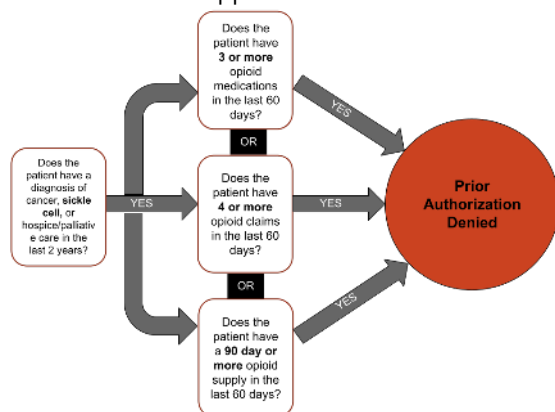 Does the
patient have
3 or more
opioid
medications
in the last 60
days?
YES
OR
Does the
patient have a
diagnosis of
cancer, sickle
cell, or
hospice/palliativ
e care in the
last 2 years?
YES
Does the
patient have
4 or more
opioid claims
in the last 60
days?
YES
Prior
Authorization
Denied
OR
Does the
patient have
a 90 day or
more opioid
supply in the
last 60 days?
YES